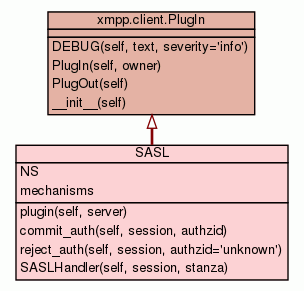 xmpp.client.PlugIn
DEBUG(self, text, severity='info')
PlugIn(self, owner)
PlugOut(self)
__init__(self)
SASL
NS
mechanisms
plugin(self, server)
commit_auth(self, session, authzid)
reject_auth(self, session, authzid='unknown')
SASLHandler(self, session, stanza)